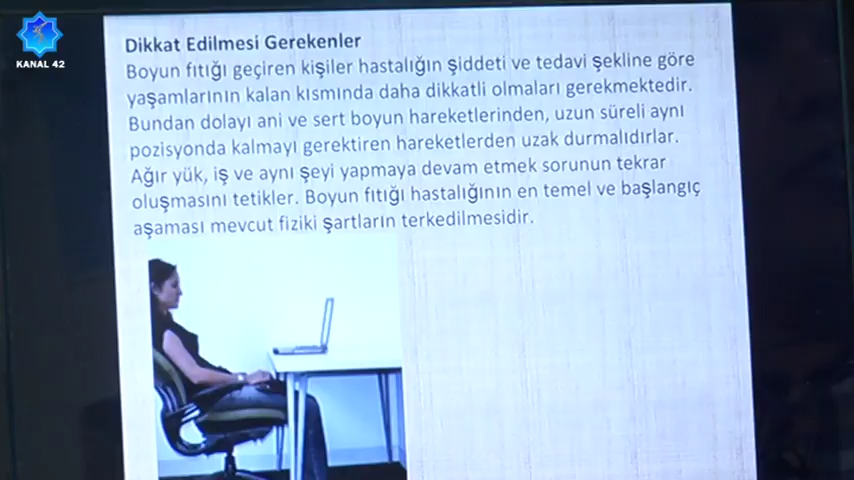 KANAL 42
Dikkat Edilmesi Gerekenler
Boyun fıtığı geçiren kişiler hastalığın şiddeti ve tedavi şekline göre
yaşamlarının kalan kısmında daha dikkatli olmaları gerekmektedir.
Bundan dolayı ani ve sert boyun hareketlerinden, uzun süreli aynı
pozisyonda kalmayı gerektiren hareketlerden uzak durmalıdırlar.
Ağır yük, iş ve aynı şeyi yapmaya devam etmek sorunun tekrar
oluşmasını tetikler. Boyun fıtığı hastalığının en temel ve başlangıç
aşaması mevcut fiziki şartların terkedilmesidir.